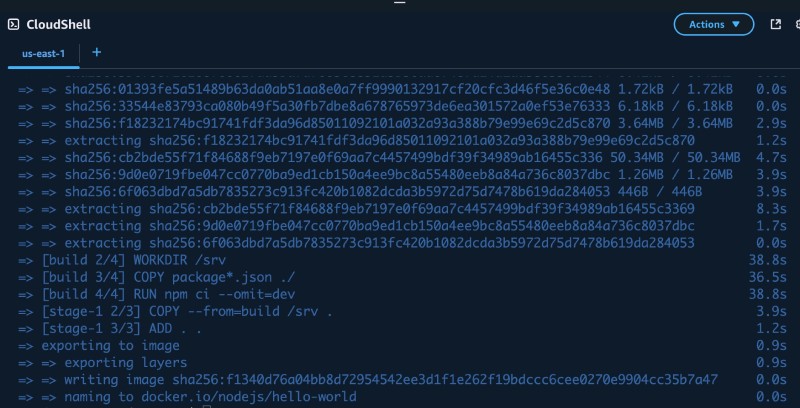 CloudShell
Actions
us-east-1
=> => sha256:01393fe5a51489b63da0ab51aa8e0a7ff9990132917cf20cfc3d46f5e36c0e48 1.72kB / 1.72kB 0.0s
=> => sha256:33544e83793ca080b49f5a30fb7dbe8a678765973de6ea301572a0ef53e76333 6.18kB / 6.18kB 0.0s
=> => sha256:f18232174bc91741fdf3da96d85011092101a032a93a388b79e99e69c2d5c870 3.64MB / 3.64MB 2.9s
=> => extracting sha256:f18232174bc91741fdf3da96d85011092101a032a93a388b79e99e69c2d5c870 1.2s
=> => sha256:cb2bde55f71f84688f9eb7197e0f69aa7c4457499bdf39f34989ab16455c336 50.34MB / 50.34MB 4.7s
=> => sha256:9d0e0719fbe047cc0770ba9ed1cb150a4ee9bc8a55480eeb8a84a736c8037dbc 1.26MB / 1.26MB 3.9s
=> => sha256:6f063dbd7a5db7835273c913fc420b1082dcda3b5972d75d7478b619da284053 446B / 446B 3.9s
=> => extracting sha256:cb2bde55f71f84688f9eb7197e0f69aa7c4457499bdf39f34989ab16455c3369 8.3s
=> => extracting sha256:9d0e0719fbe047cc0770ba9ed1cb150a4ee9bc8a55480eeb8a84a736c8037dbc 1.7s
=> => extracting sha256:6f063dbd7a5db7835273c913fc420b1082dcda3b5972d75d7478b619da284053 0.0s
=> [build 2/4] WORKDIR /srv 38.8s
=> [build 3/4] COPY package*.json ./ 36.5s
=> [build 4/4] RUN npm ci --omit=dev 38.8s
=> [stage-1 2/3] COPY --from=build /srv . 3.9s
=> [stage-1 3/3] ADD . . 1.2s
=> exporting to image 0.9s
=> => exporting layers 0.9s
=> => writing image sha256:f1340d76a04bb8d72954542ee3d1f1e262f19bdccc6cee0270e9904cc35b7a47 0.0s
=> => naming to docker.io/nodejs/hello-world 0.0s